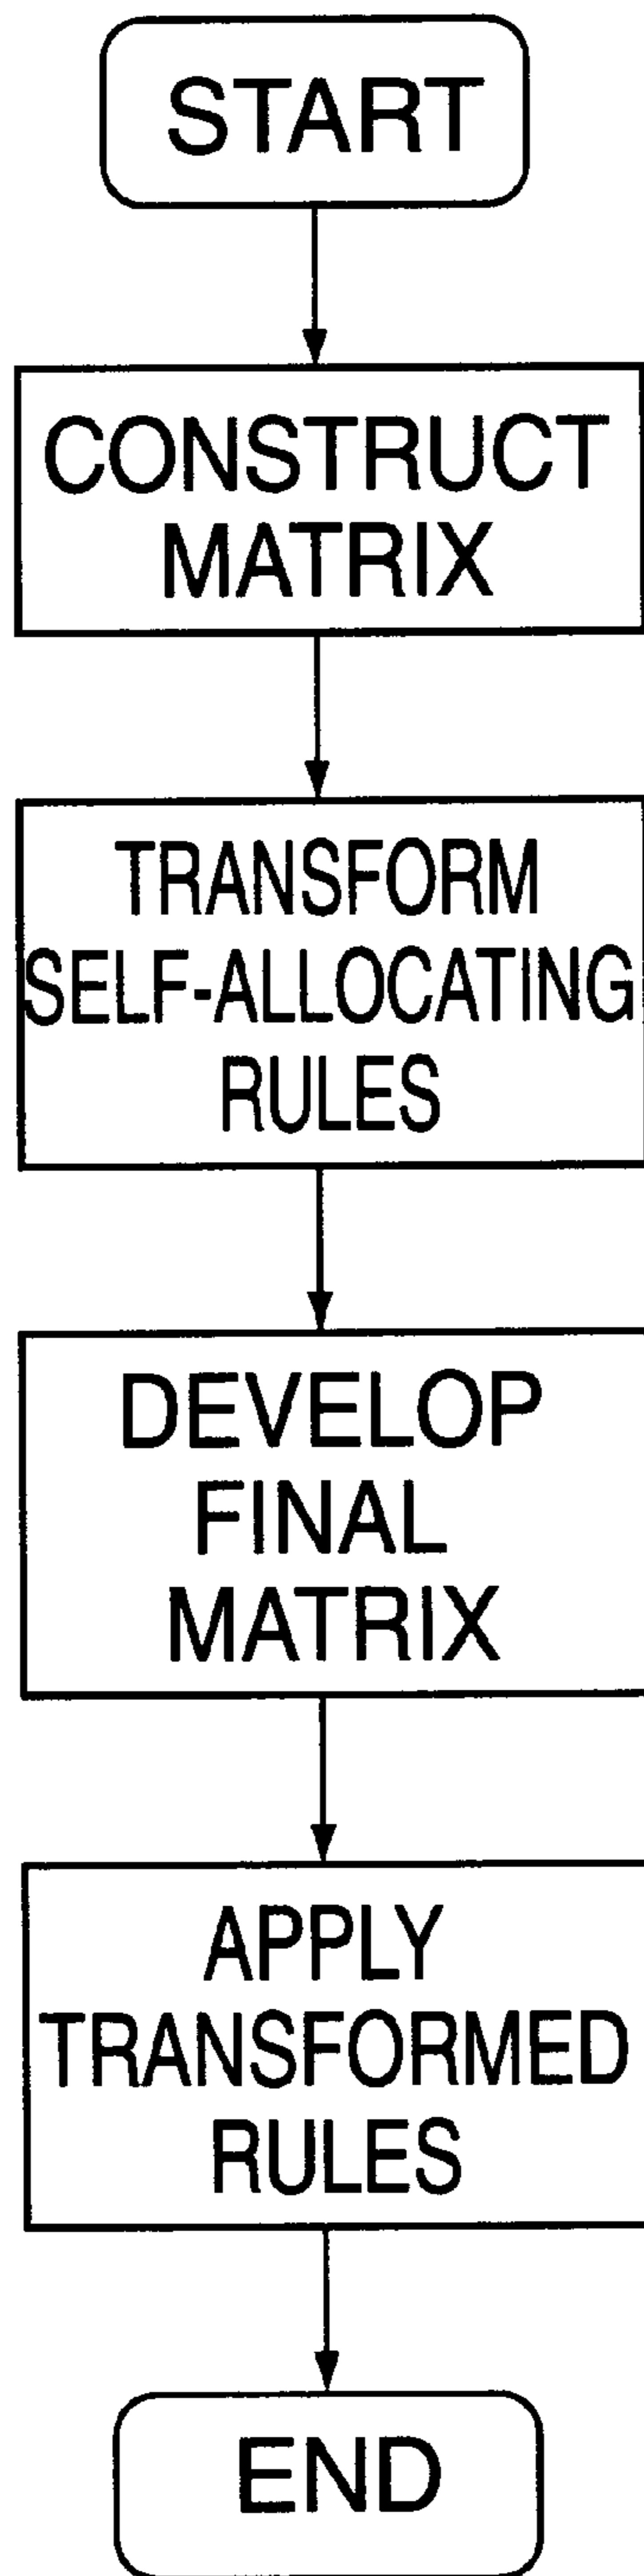 START
CONSTRUCT
MATRIX
TRANSFORM
SELF-ALLOCATING
RULES
DEVELOP
FINAL
MATRIX
APPLY
TRANSFORMED
RULES
END